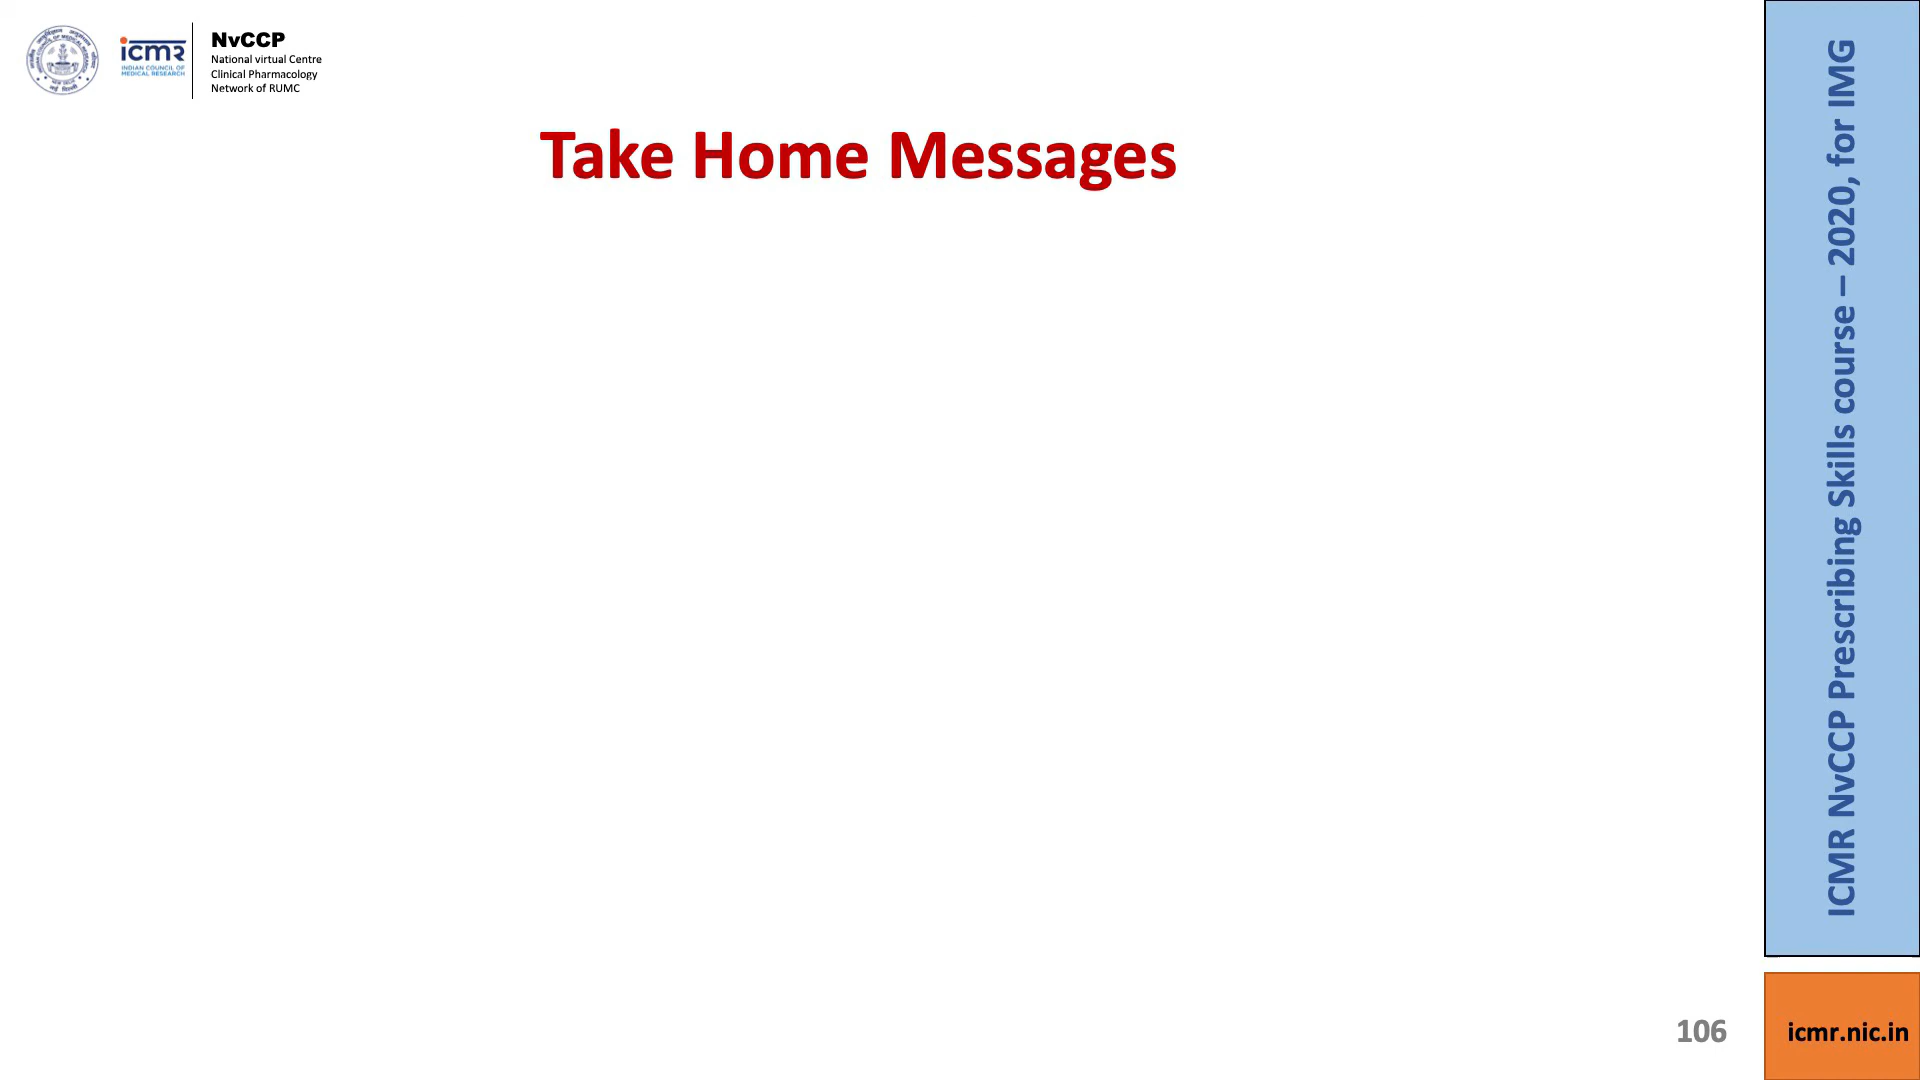 icmr
INDIAN COUNCIL OF
MEDICAL RESEARCH
NvCCP
National virtual Centre
Clinical Pharmacology
Network of RUMC
Take Home Messages
ICMR NvCCP Prescribing Skills course – 2020, for IMG
106
icmr.nic.in